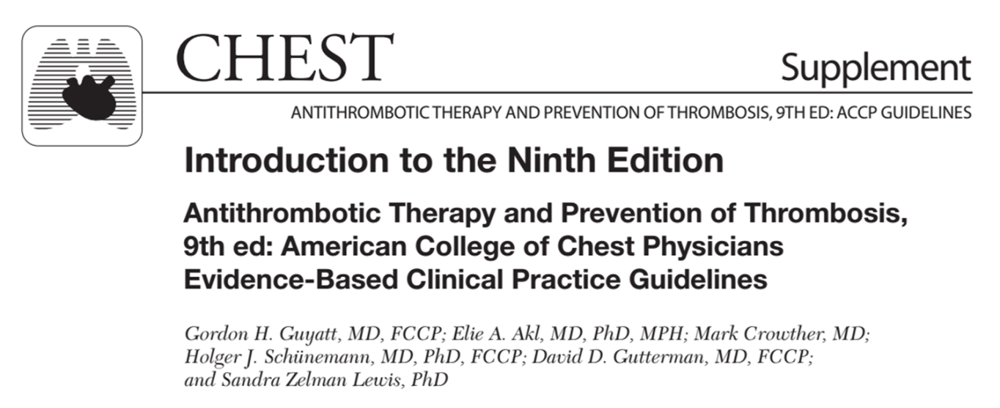 CHEST
Supplement
ANTITHROMBOTIC THERAPY AND PREVENTION OF THROMBOSIS, 9TH ED: ACCP GUIDELINES
Introduction to the Ninth Edition
Antithrombotic Therapy and Prevention of Thrombosis,
9th ed: American College of Chest Physicians
Evidence-Based Clinical Practice Guidelines
Gordon H. Guyatt, MD, FCCP; Elie A. Akl, MD, PhD, MPH; Mark Crowther, MD;
Holger J. Schünemann, MD, PhD, FCCP; David D. Gutterman, MD, FCCP;
and Sandra Zelman Lewis, PhD